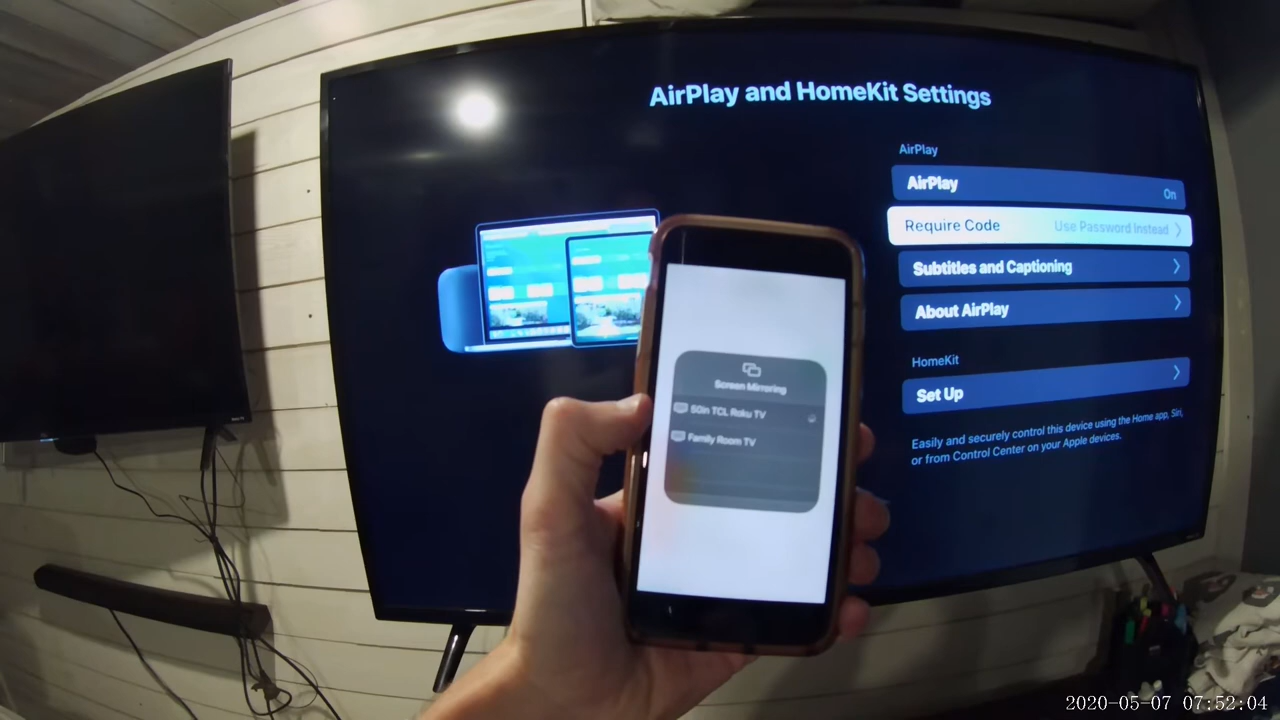 AirPlay and HomeKit Settings
AirPlay
AirPlay On
Require Code Use Password Instead
Subtitles and Captioning
About AirPlay
HomeKit
Set Up
Easily and securely control this device using the Home app, Siri,
or from Control Center on your Apple devices.
Screen Mirroring
50in TCL Roku TV
Family Room TV
2020-05-07 07:52:04